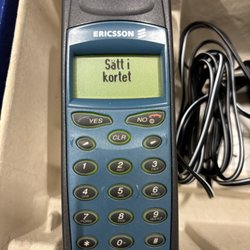 ERICSSON
Sätt i
kortet
YES
NO
CLR
1
2
3
4
5
6
7
8
9
*
0
#